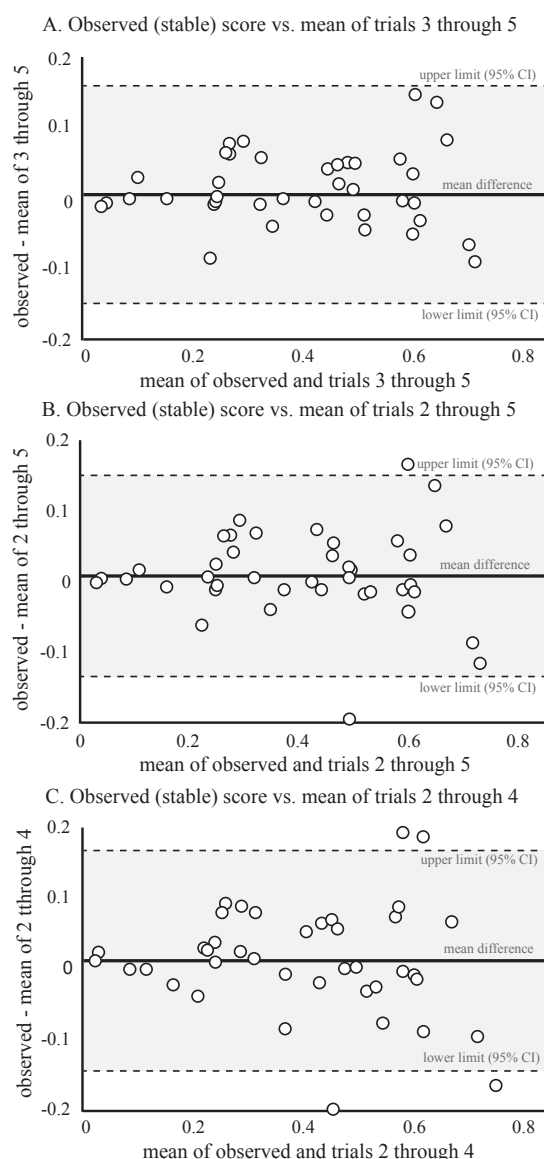 A. Observed (stable) score vs. mean of trials 3 through 5
observed - mean of 3 through 5
0.2
0.1
0
-0.1
-0.2
upper limit (95% CI)
mean difference
lower limit (95% CI)
0 0.2 0.4 0.6 0.8
mean of observed and trials 3 through 5
B. Observed (stable) score vs. mean of trials 2 through 5
observed - mean of 2 through 5
0.2
0.1
0
-0.1
-0.2
upper limit (95% CI)
mean difference
lower limit (95% CI)
0 0.2 0.4 0.6 0.8
mean of observed and trials 2 through 5
C. Observed (stable) score vs. mean of trials 2 through 4
observed - mean of 2 tthrough 4
0.2
0.1
0
-0.1
-0.2
upper limit (95% CI)
mean difference
lower limit (95% CI)
0 0.2 0.4 0.6 0.8
mean of observed and trials 2 through 4